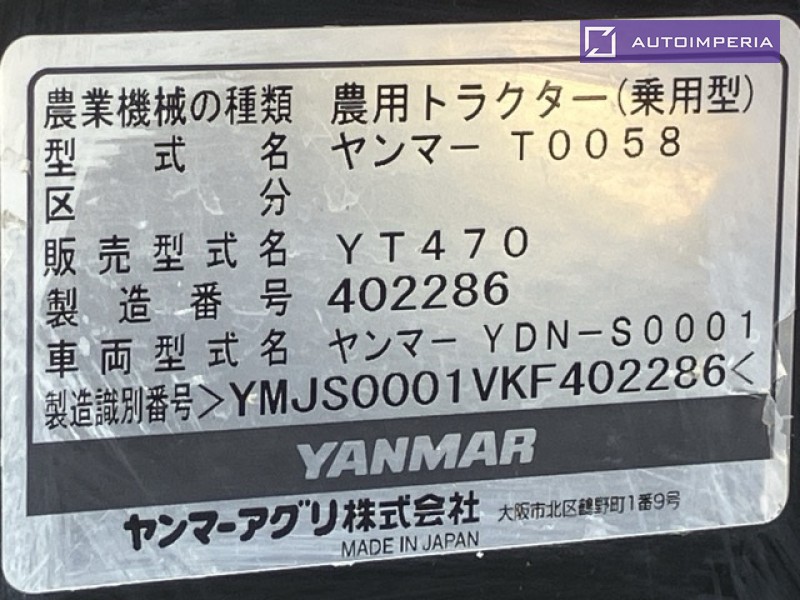 AUTOIMPERIA
農業機械の種類 農用トラクター(乗用型)
型式名 ヤンマー T0058
区分
販売型式名 YT470
製造番号 402286
車両型式名 ヤンマー YDN-S0001
製造識別番号>YMJS0001VKF402286<
YANMAR
ヤンマーアグリ株式会社 大阪市北区鶴野町1番9号
MADE IN JAPAN